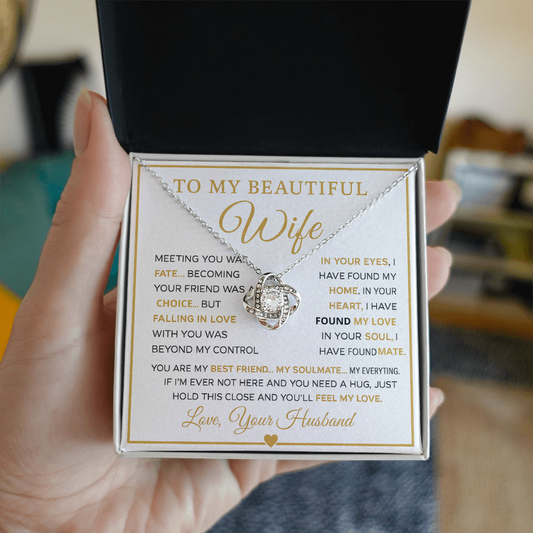 TO MY BEAUTIFUL
Wife
MEETING YOU WA
FATE... BECOMING
YOUR FRIEND WAS A
CHOICE... BUT
FALLING IN LOVE
WITH YOU WAS
BEYOND MY CONTROL
IN YOUR EYES, I
HAVE FOUND MY
HOME. IN YOUR
HEART, I HAVE
FOUND MY LOVE
IN YOUR SOUL, I
HAVE FOUND MATE.
YOU ARE MY BEST FRIEND... MY SOULMATE... MY EVERYTING.
IF I'M EVER NOT HERE AND YOU NEED A HUG, JUST
HOLD THIS CLOSE AND YOU'LL FEEL MY LOVE.
Love, Your Husband